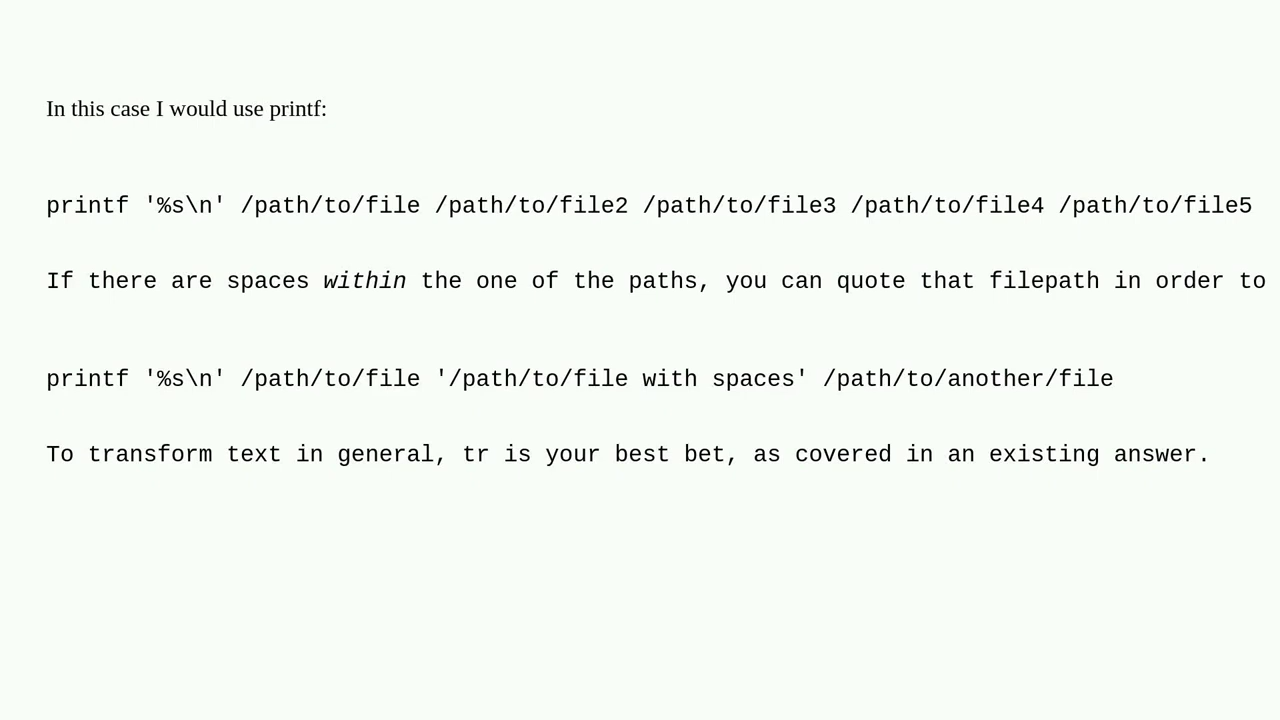 In this case I would use printf:
printf '%s\n' /path/to/file /path/to/file2 /path/to/file3 /path/to/file4 /path/to/file5
If there are spaces within the one of the paths, you can quote that filepath in order to
printf '%s\n' /path/to/file '/path/to/file with spaces' /path/to/another/file
To transform text in general, tr is your best bet, as covered in an existing answer.